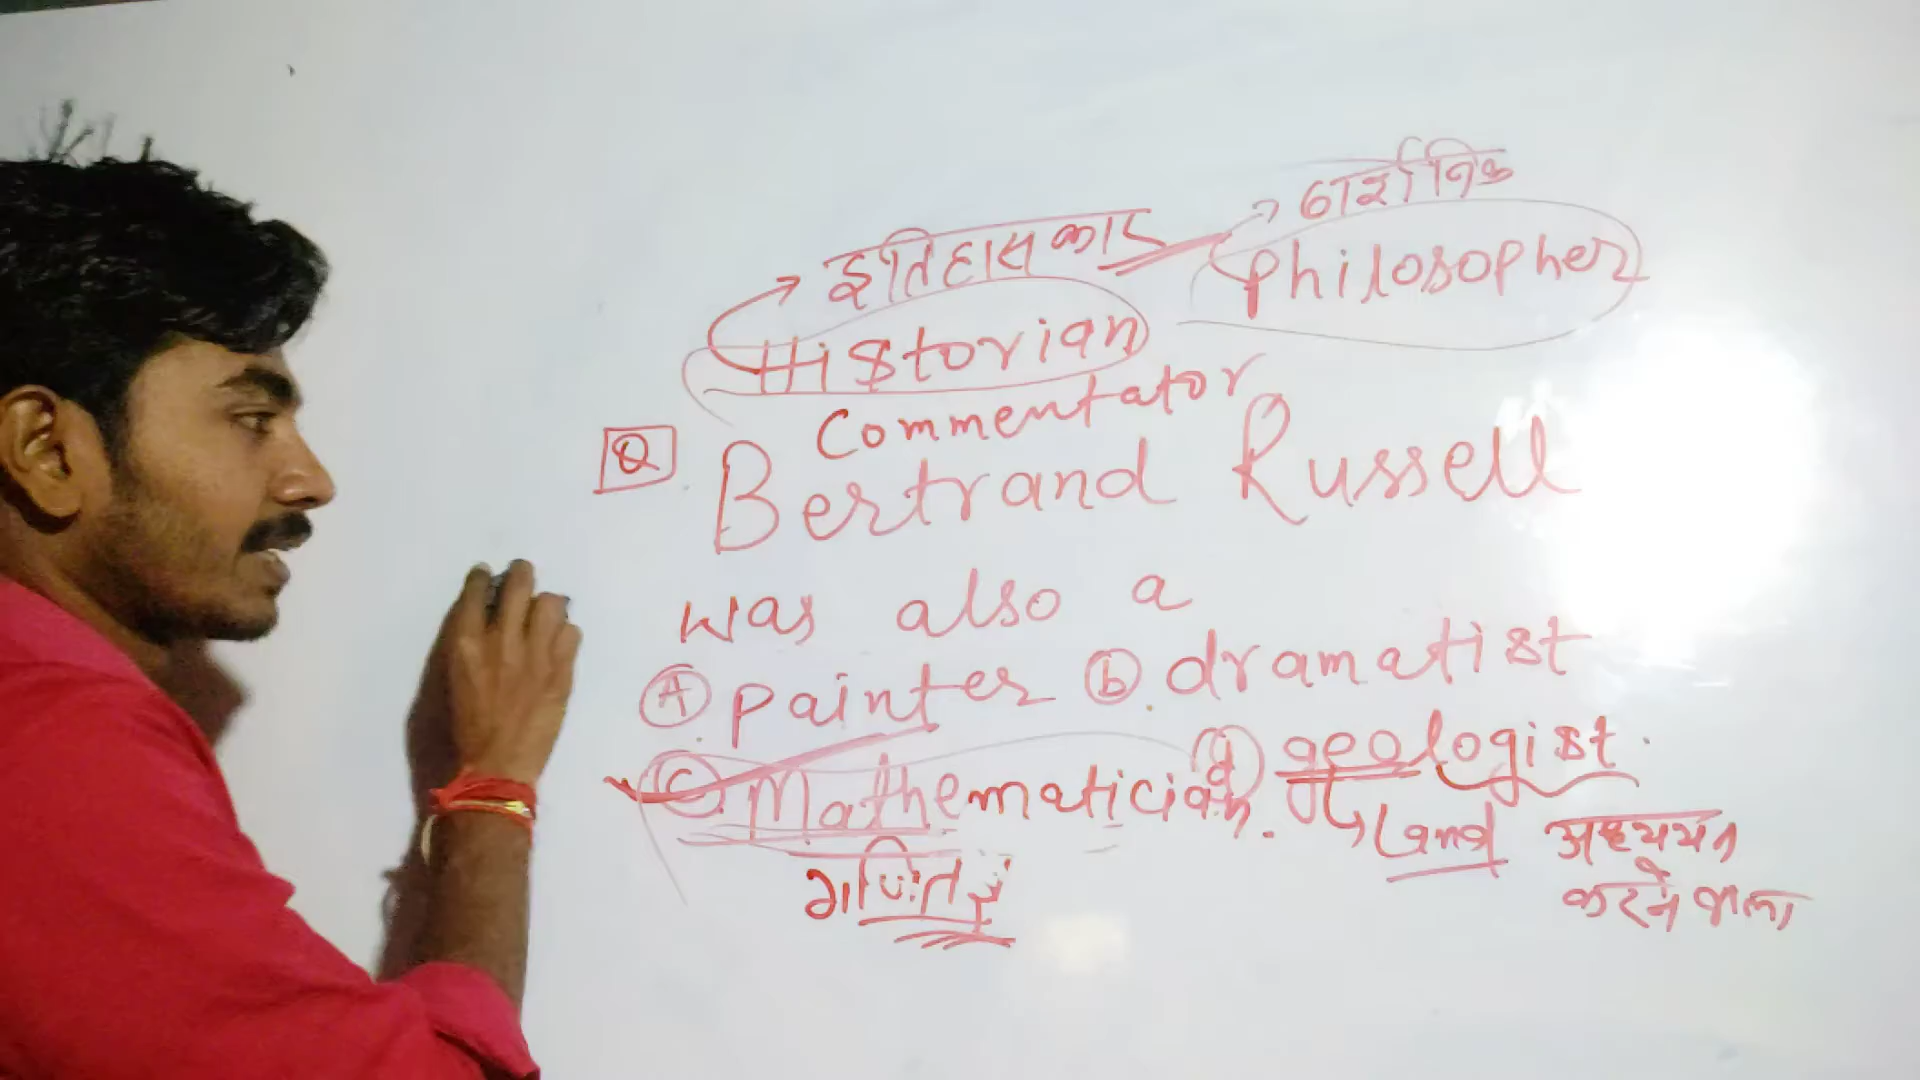 दार्शनिक
इतिहासकार
Philosopher
Historian
Commentator
Q Bertrand Russell
was also a
A painter b dramatist
C Mathematician. d geologist.
Land अध्ययन
करने वाला
गणितज्ञ